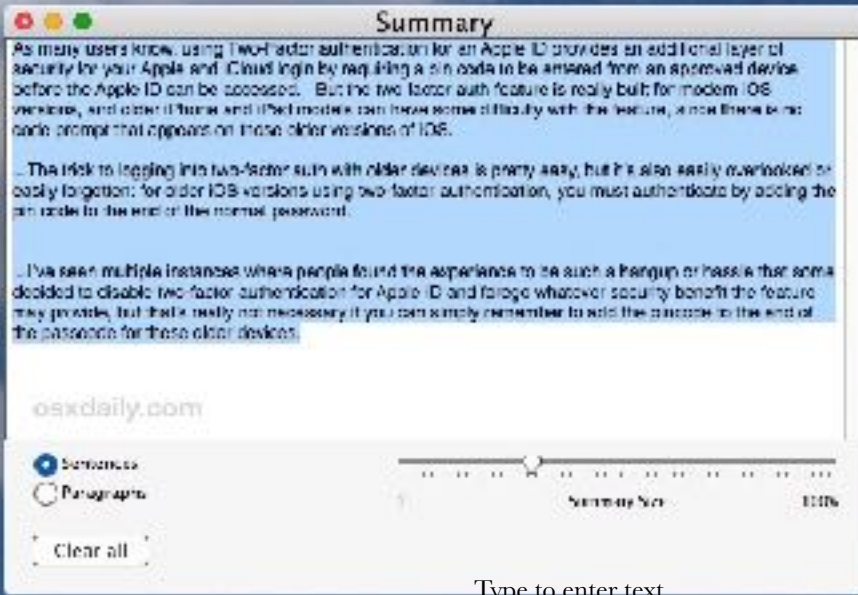 Summary
As many users know, using Two-Factor authentication for an Apple ID provides an additional layer of
security for your Apple and iCloud login by requiring a pin code to be entered from an approved device
before the Apple ID can be accessed. But the two factor auth feature is really built for modern iOS
versions, and older iPhone and iPad models can have some difficulty with the feature, since there is no
code prompt that appears on those older versions of iOS.
...The trick to logging into two-factor auth with older devices is pretty easy, but it's also easily overlooked or
easily forgotten: for older iOS versions using two-factor authentication, you must authenticate by adding the
pin code to the end of the normal password.
...I've seen multiple instances where people found the experience to be such a hangup or hassle that some
decided to disable two-factor authentication for Apple ID and forego whatever security benefit the feature
may provide, but that's really not necessary if you can simply remember to add the pincode to the end of
the passcode for these older devices.
osxdaily.com
Sentences
Paragraphs
1 Summary Size 100%
Clear all
Type to enter text